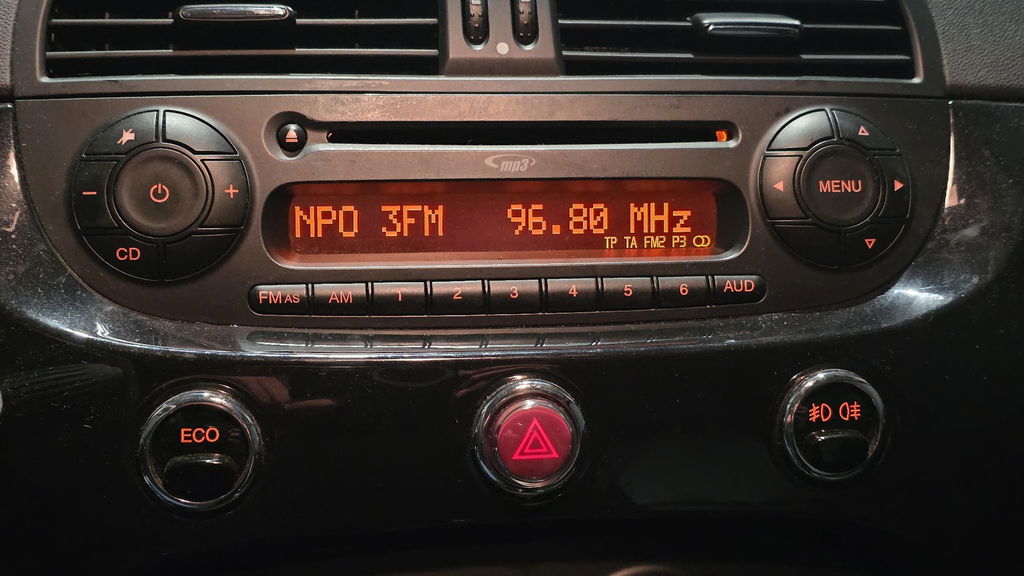 mp3
NPO 3FM 96.80 MHz
TP TA FM2 P3
MENU
CD
FM AS AM 1 2 3 4 5 6 AUD
ECO